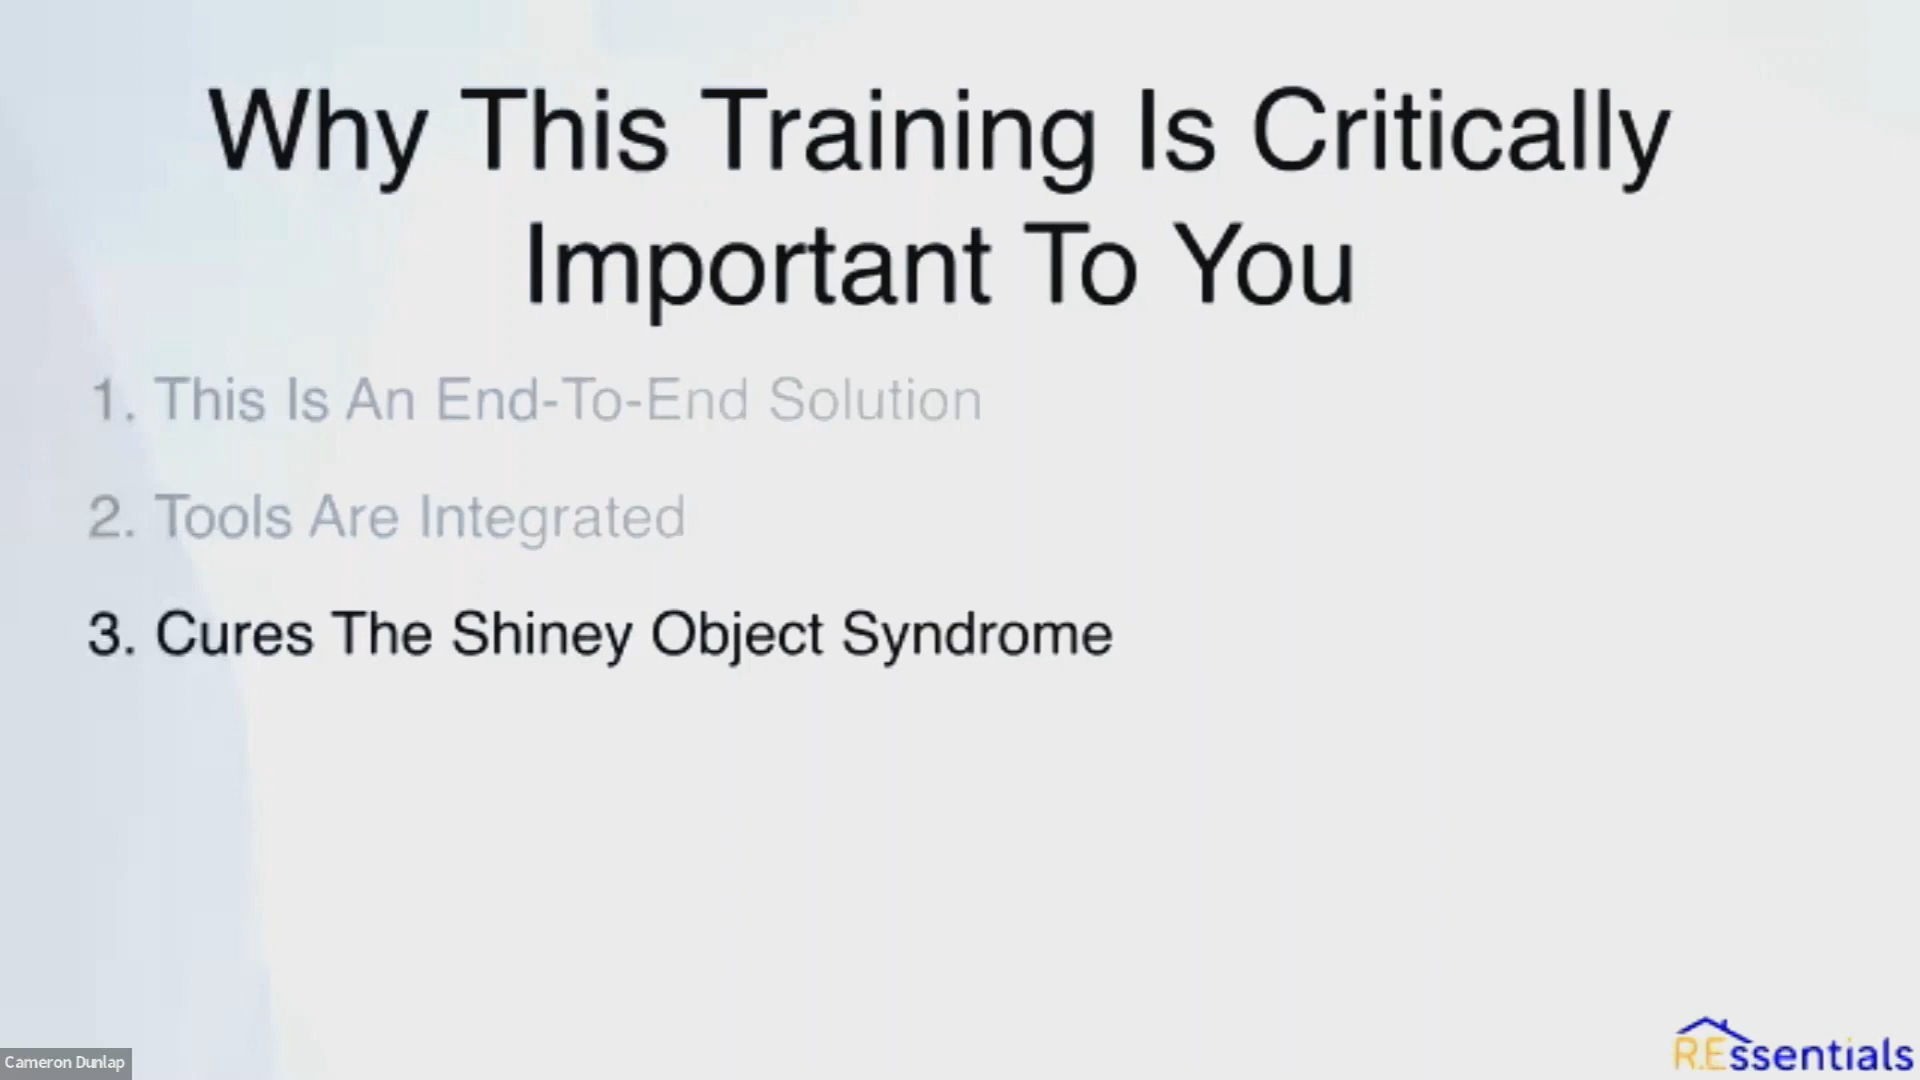 Why This Training Is Critically
Important To You
1. This Is An End-To-End Solution
2. Tools Are Integrated
3. Cures The Shiney Object Syndrome
Cameron Dunlap
R.Essentials